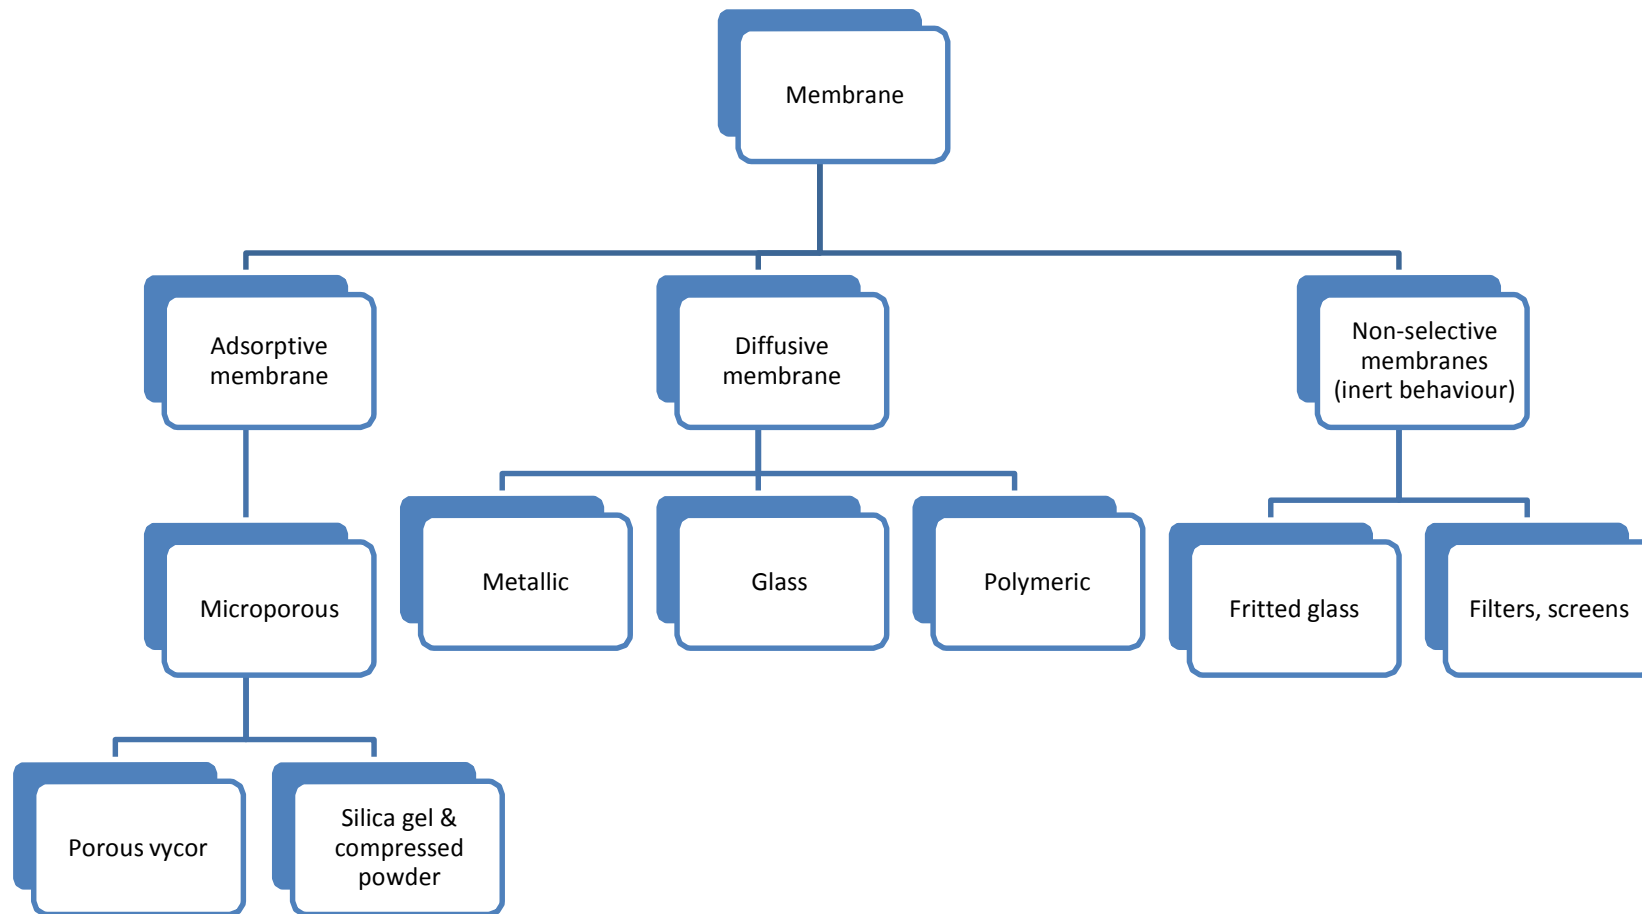 Membrane
Adsorptive
membrane
Diffusive
membrane
Non-selective
membranes
(inert behaviour)
Microporous
Metallic
Glass
Polymeric
Fritted glass
Filters, screens
Porous vycor
Silica gel &
compressed
powder